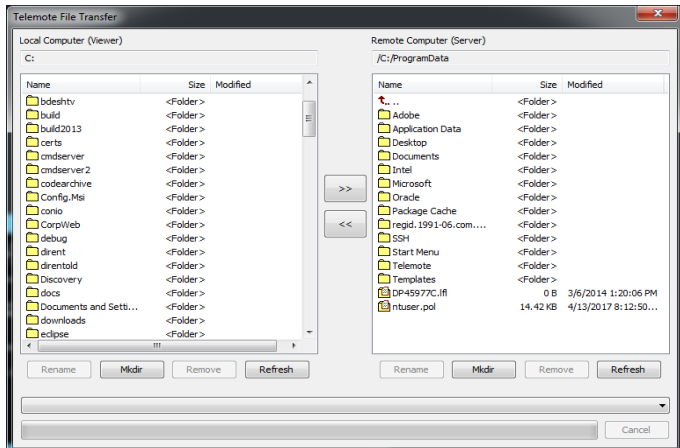 Telemote File Transfer
Local Computer (Viewer)
C:
Name Size Modified
bdeshtv <Folder>
build <Folder>
build2013 <Folder>
certs <Folder>
cmdserver <Folder>
cmdserver2 <Folder>
codearchive <Folder>
Config.Msi <Folder>
conio <Folder>
CorpWeb <Folder>
debug <Folder>
dirent <Folder>
direntold <Folder>
Discovery <Folder>
docs <Folder>
Documents and Setti... <Folder>
downloads <Folder>
eclipse <Folder>
Rename Mkdir Remove Refresh
>>
<<
Remote Computer (Server)
/C:/ProgramData
Name Size Modified
.. <Folder>
Adobe <Folder>
Application Data <Folder>
Desktop <Folder>
Documents <Folder>
Intel <Folder>
Microsoft <Folder>
Oracle <Folder>
Package Cache <Folder>
regid.1991-06.com.... <Folder>
SSH <Folder>
Start Menu <Folder>
Telemote <Folder>
Templates <Folder>
DP45977C.lfl 0 B 3/6/2014 1:20:06 PM
ntuser.pol 14.42 KB 4/13/2017 8:12:50...
Rename Mkdir Remove Refresh
Cancel